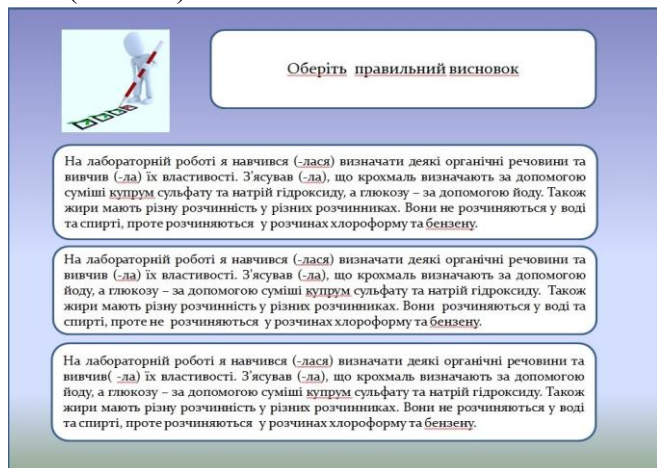 Оберіть правильний висновок
На лабораторній роботі я навчився (-лася) визначати деякі органічні речовини та
вивчив (-ла) їх властивості. З'ясував (-ла), що крохмаль визначають за допомогою
суміші купрум сульфату та натрій гідроксиду, а глюкозу – за допомогою йоду. Також
жири мають різну розчинність у різних розчинниках. Вони не розчиняються у воді
та спирті, проте розчиняються у розчинах хлороформу та бензену.
На лабораторній роботі я навчився (-лася) визначати деякі органічні речовини та
вивчив (-ла) їх властивості. З'ясував (-ла), що крохмаль визначають за допомогою
йоду, а глюкозу – за допомогою суміші купрум сульфату та натрій гідроксиду. Також
жири мають різну розчинність у різних розчинниках. Вони розчиняються у воді та
спирті, проте не розчиняються у розчинах хлороформу та бензену.
На лабораторній роботі я навчився (-лася) визначати деякі органічні речовини та
вивчив( -ла) їх властивості. З'ясував (-ла), що крохмаль визначають за допомогою
йоду, а глюкозу – за допомогою суміші купрум сульфату та натрій гідроксиду. Також
жири мають різну розчинність у різних розчинниках. Вони не розчиняються у воді
та спирті, проте розчиняються у розчинах хлороформу та бензену.